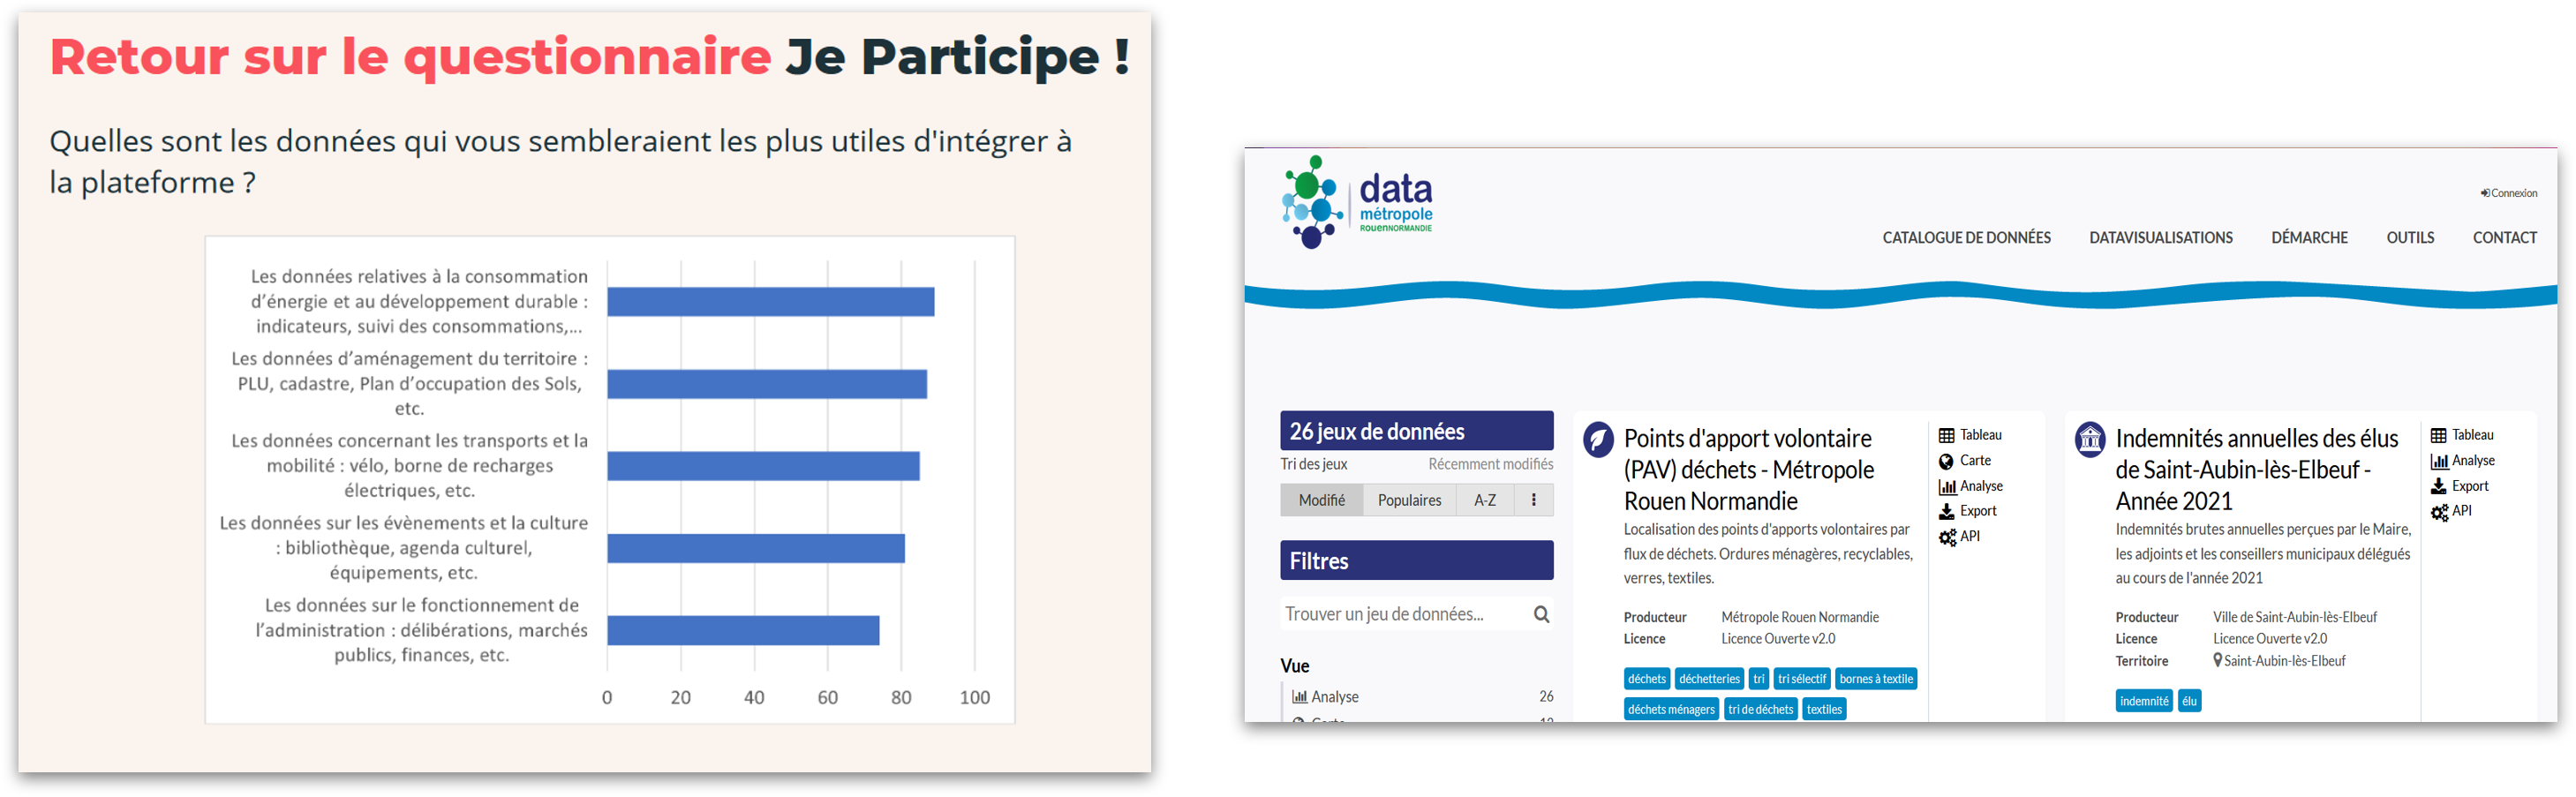 Retour sur le questionnaire Je Participe !
Quelles sont les données qui vous sembleraient les plus utiles d'intégrer à
la plateforme ?
Les données relatives à la consommation
d'énergie et au développement durable :
indicateurs, suivi des consommations,...
Les données d'aménagement du territoire :
PLU, cadastre, Plan d'occupation des Sols,
etc.
Les données concernant les transports et la
mobilité : vélo, borne de recharges
électriques, etc.
Les données sur les évènements et la culture
: bibliothèque, agenda culturel,
équipements, etc.
Les données sur le fonctionnement de
l'administration : délibérations, marchés
publics, finances, etc.
0 20 40 60 80 100
data
métropole
ROUENNORMANDIE
Connexion
CATALOGUE DE DONNÉES DATAVISUALISATIONS DÉMARCHE OUTILS CONTACT
26 jeux de données
Tri des jeux Récemment modifiés
Modifié Populaires A-Z
Filtres
Trouver un jeu de données...
Vue
Analyse 26
Carte 12
Points d'apport volontaire
(PAV) déchets - Métropole
Rouen Normandie
Localisation des points d'apports volontaires par
flux de déchets. Ordures ménagères, recyclables,
verres, textiles.
Producteur Métropole Rouen Normandie
Licence Licence Ouverte v2.0
déchets déchetteries tri tri sélectif bornes à textile
déchets ménagers tri de déchets textiles
Tableau
Carte
Analyse
Export
API
Indemnités annuelles des élus
de Saint-Aubin-lès-Elbeuf -
Année 2021
Indemnités brutes annuelles perçues par le Maire,
les adjoints et les conseillers municipaux délégués
au cours de l'année 2021
Producteur Ville de Saint-Aubin-lès-Elbeuf
Licence Licence Ouverte v2.0
Territoire Saint-Aubin-lès-Elbeuf
indemnité élu
Tableau
Analyse
Export
API